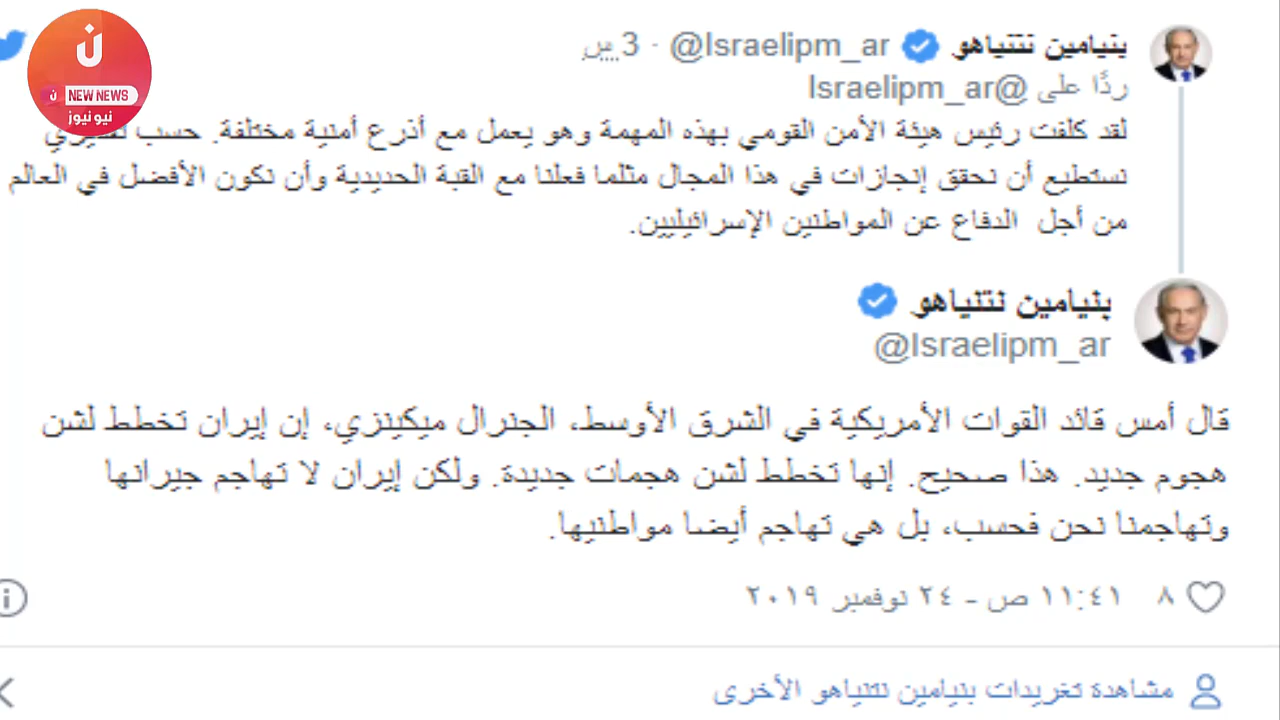 بنيامين نتنياهو @Israelipm_ar · 3 س
ردًا على @Israelipm_ar
لقد كلفت رئيس هيئة الأمن القومي بهذه المهمة وهو يعمل مع أذرع أمنية مختلفة. حسب
نستطيع أن نحقق إنجازات في هذا المجال مثلما فعلنا مع القبة الحديدية وأن نكون الأفضل في العالم
من أجل الدفاع عن المواطنين الإسرائيليين.
بنيامين نتنياهو
@Israelipm_ar
قال أمس قائد القوات الأمريكية في الشرق الأوسط، الجنرال ميكينزي، إن إيران تخطط لشن
هجوم جديد. هذا صحيح. إنها تخطط لشن هجمات جديدة. ولكن إيران لا تهاجم جيرانها
وتهاجمنا نحن فحسب، بل هي تهاجم أيضا مواطنيها.
٨ ١١:٤١ ص - ٢٤ نوفمبر ٢٠١٩
مشاهدة تغريدات بنيامين نتنياهو الأخرى
ن
ن NEW NEWS
نيو نيوز